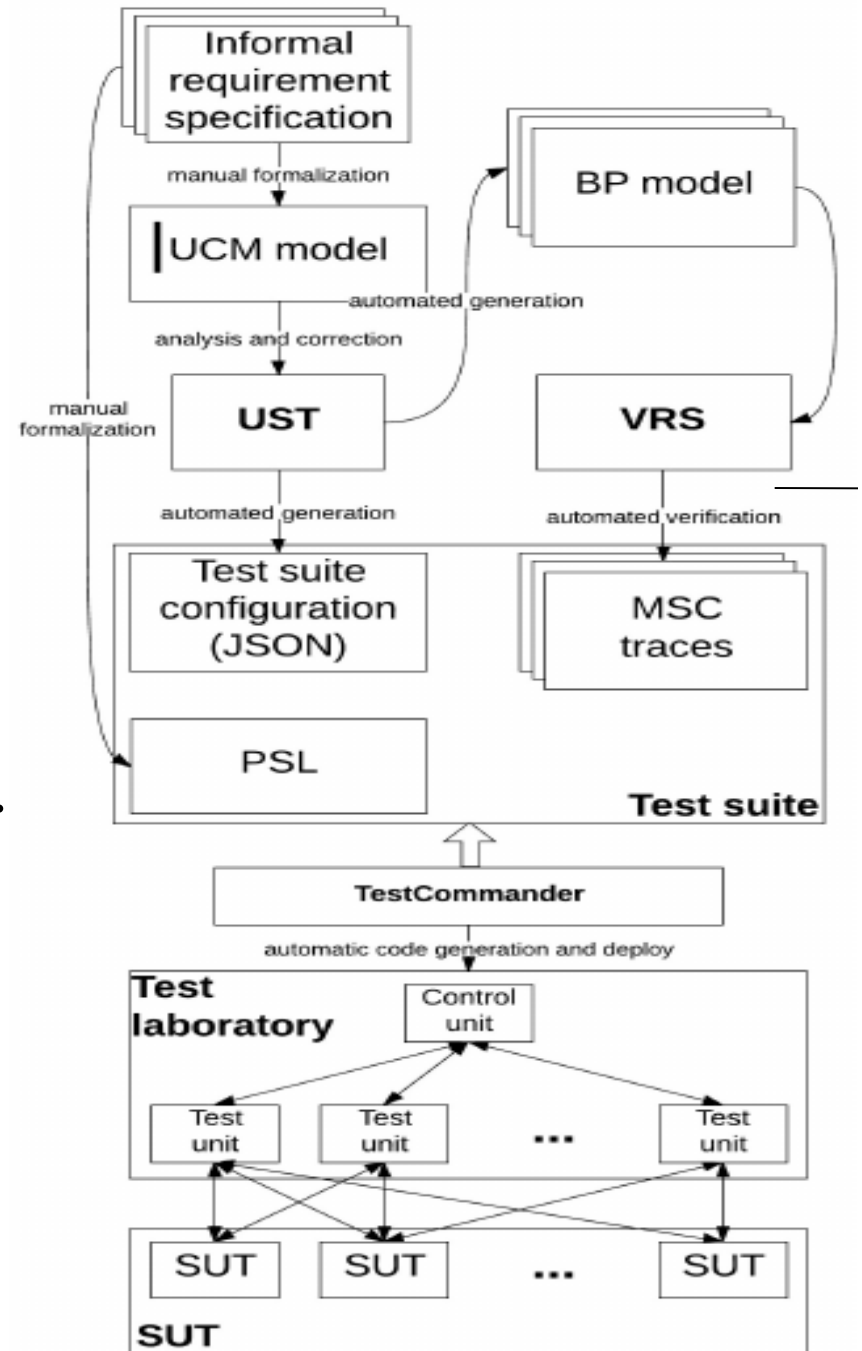 Informal
requirement
specification
manual formalization
BP model
UCM model
automated generation
analysis and correction
manual
formalization
UST
VRS
automated generation
automated verification
Test suite
configuration
(JSON)
MSC
traces
PSL
Test suite
TestCommander
automatic code generation and deploy
Test
laboratory
Control
unit
Test
unit
Test
unit
...
Test
unit
SUT
SUT
...
SUT
SUT